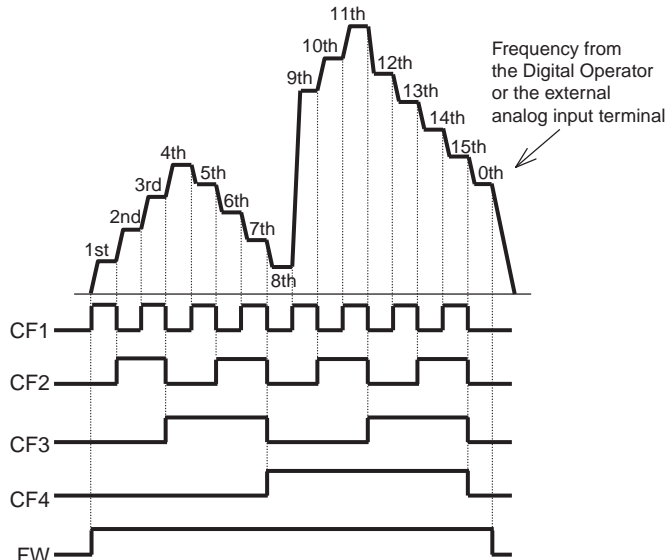 11th
10th
9th
12th
13th
14th
15th
0th
Frequency from
the Digital Operator
or the external
analog input terminal
4th
5th
3rd
6th
2nd
7th
1st
8th
CF1
CF2
CF3
CF4
FW